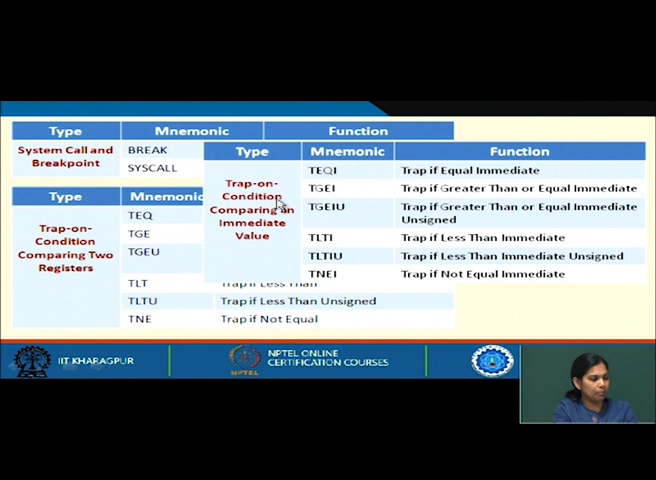 Type Mnemonic Function
System Call and Breakpoint
BREAK
SYSCALL
Type Mnemonic Function
Trap-on-Condition Comparing an Immediate Value
TEQI Trap if Equal Immediate
TGEI Trap if Greater Than or Equal Immediate
TGEIU Trap if Greater Than or Equal Immediate
Unsigned
TLTI Trap if Less Than Immediate
TLTIU Trap if Less Than Immediate Unsigned
TNEI Trap if Not Equal Immediate
Type Mnemonic
Trap-on-Condition Comparing Two Registers
TEQ
TGE
TGEU
TLT Trap if Less Than
TLTU Trap if Less Than Unsigned
TNE Trap if Not Equal
IIT KHARAGPUR
NPTEL
NPTEL ONLINE
CERTIFICATION COURSES